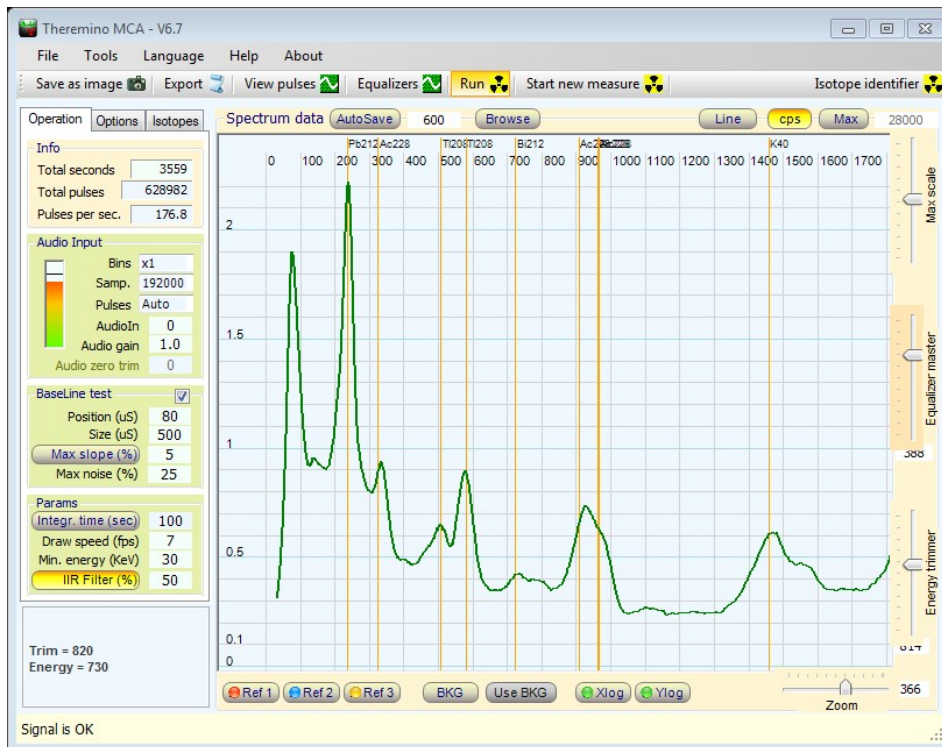 Theremino MCA - V6.7
File Tools Language Help About
Save as image Export View pulses Equalizers Run Start new measure Isotope identifier
Operation Options Isotopes
Info
Total seconds 3559
Total pulses 628982
Pulses per sec. 176.8
Audio Input
Bins x1
Samp. 192000
Pulses Auto
AudioIn 0
Audio gain 1.0
Audio zero trim 0
BaseLine test
Position (uS) 80
Size (uS) 500
Max slope (%) 5
Max noise (%) 25
Params
Integr. time (sec) 100
Draw speed (fps) 7
Min. energy (KeV) 30
IIR Filter (%) 50
Trim = 820
Energy = 730
Signal is OK
Spectrum data AutoSave 600 Browse Line cps Max 28000
Pb212 Ac228 Tl208 Tl208 Bi212 K40
0 100 200 300 400 500 600 700 800 900 1000 1100 1200 1300 1400 1500 1600 1700
2
1.5
1
0.5
0.1
0
Max scale
Equalizer master
388
Energy trimmer
814
Ref 1 Ref 2 Ref 3 BKG Use BKG Xlog Ylog Zoom 366